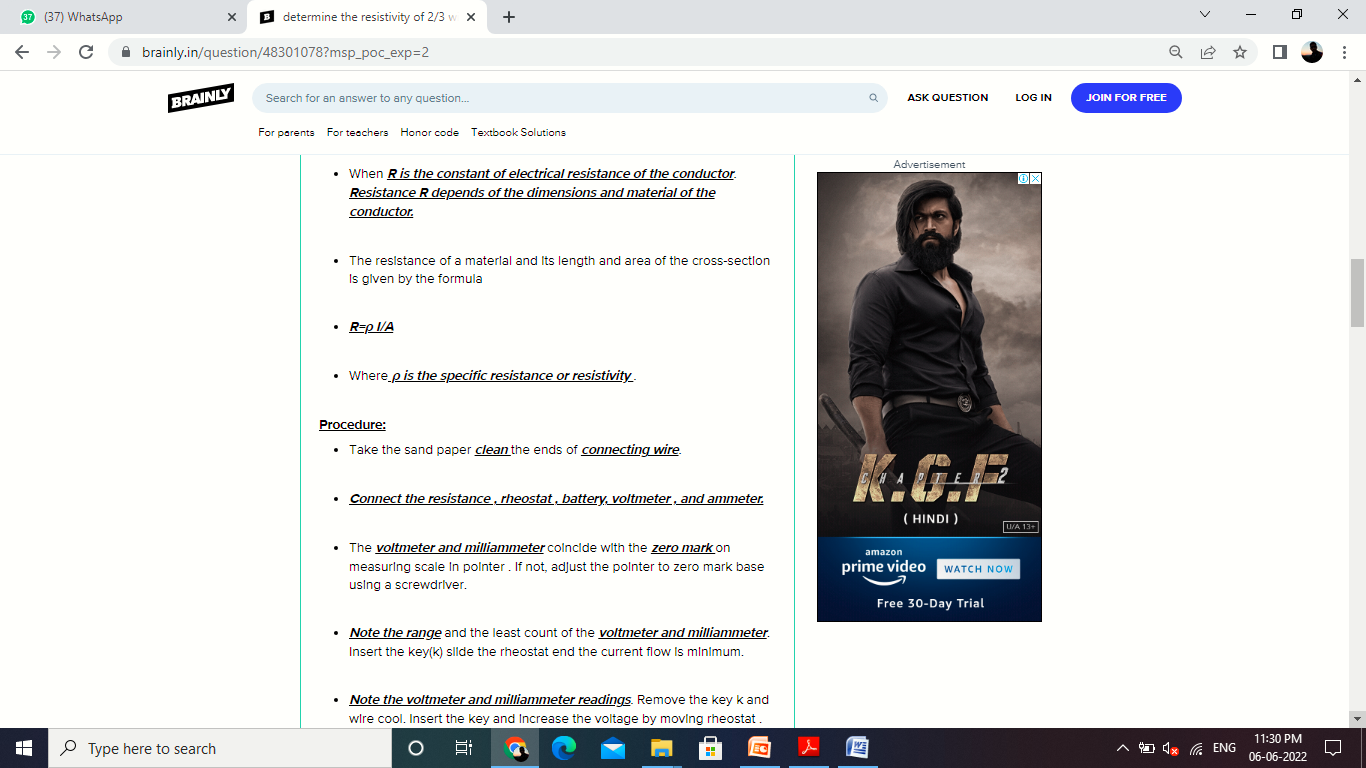 (37) WhatsApp
determine the resistivity of 2/3 w
brainly.in/question/48301078?msp_poc_exp=2
BRAINLY
Search for an answer to any question...
ASK QUESTION
LOG IN
JOIN FOR FREE
For parents
For teachers
Honor code
Textbook Solutions
When R is the constant of electrical resistance of the conductor.
Resistance R depends of the dimensions and material of the
conductor.
The resistance of a material and its length and area of the cross-section
is given by the formula
R=ρ l/A
Where ρ is the specific resistance or resistivity .
Procedure:
Take the sand paper clean the ends of connecting wire.
Connect the resistance , rheostat , battery, voltmeter , and ammeter.
The voltmeter and milliammeter coincide with the zero mark on
measuring scale in pointer . If not, adjust the pointer to zero mark base
using a screwdriver.
Note the range and the least count of the voltmeter and milliammeter.
Insert the key(k) slide the rheostat end the current flow is minimum.
Note the voltmeter and milliammeter readings. Remove the key k and
wire cool. Insert the key and increase the voltage by moving rheostat .
Advertisement
K.G.F
CHAPTER 2
( HINDI )
U/A 13+
amazon
prime video
WATCH NOW
Free 30-Day Trial
Type here to search
ENG
11:30 PM
06-06-2022